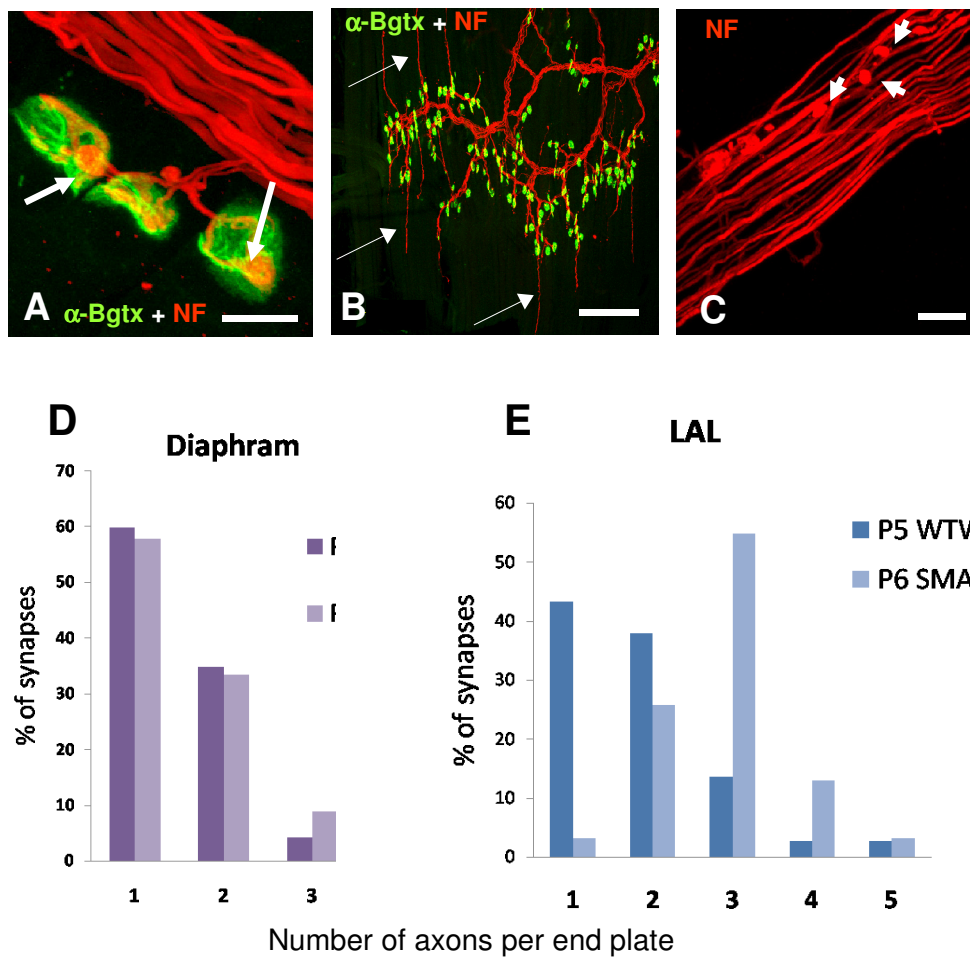 A α-Bgtx + NF
α-Bgtx + NF
B
NF
C
D
Diaphram
70
60
50
40
30
20
10
0
% of synapses
1 2 3
E
LAL
60
50
40
30
20
10
0
% of synapses
P5 WTW
P6 SMA
1 2 3 4 5
Number of axons per end plate